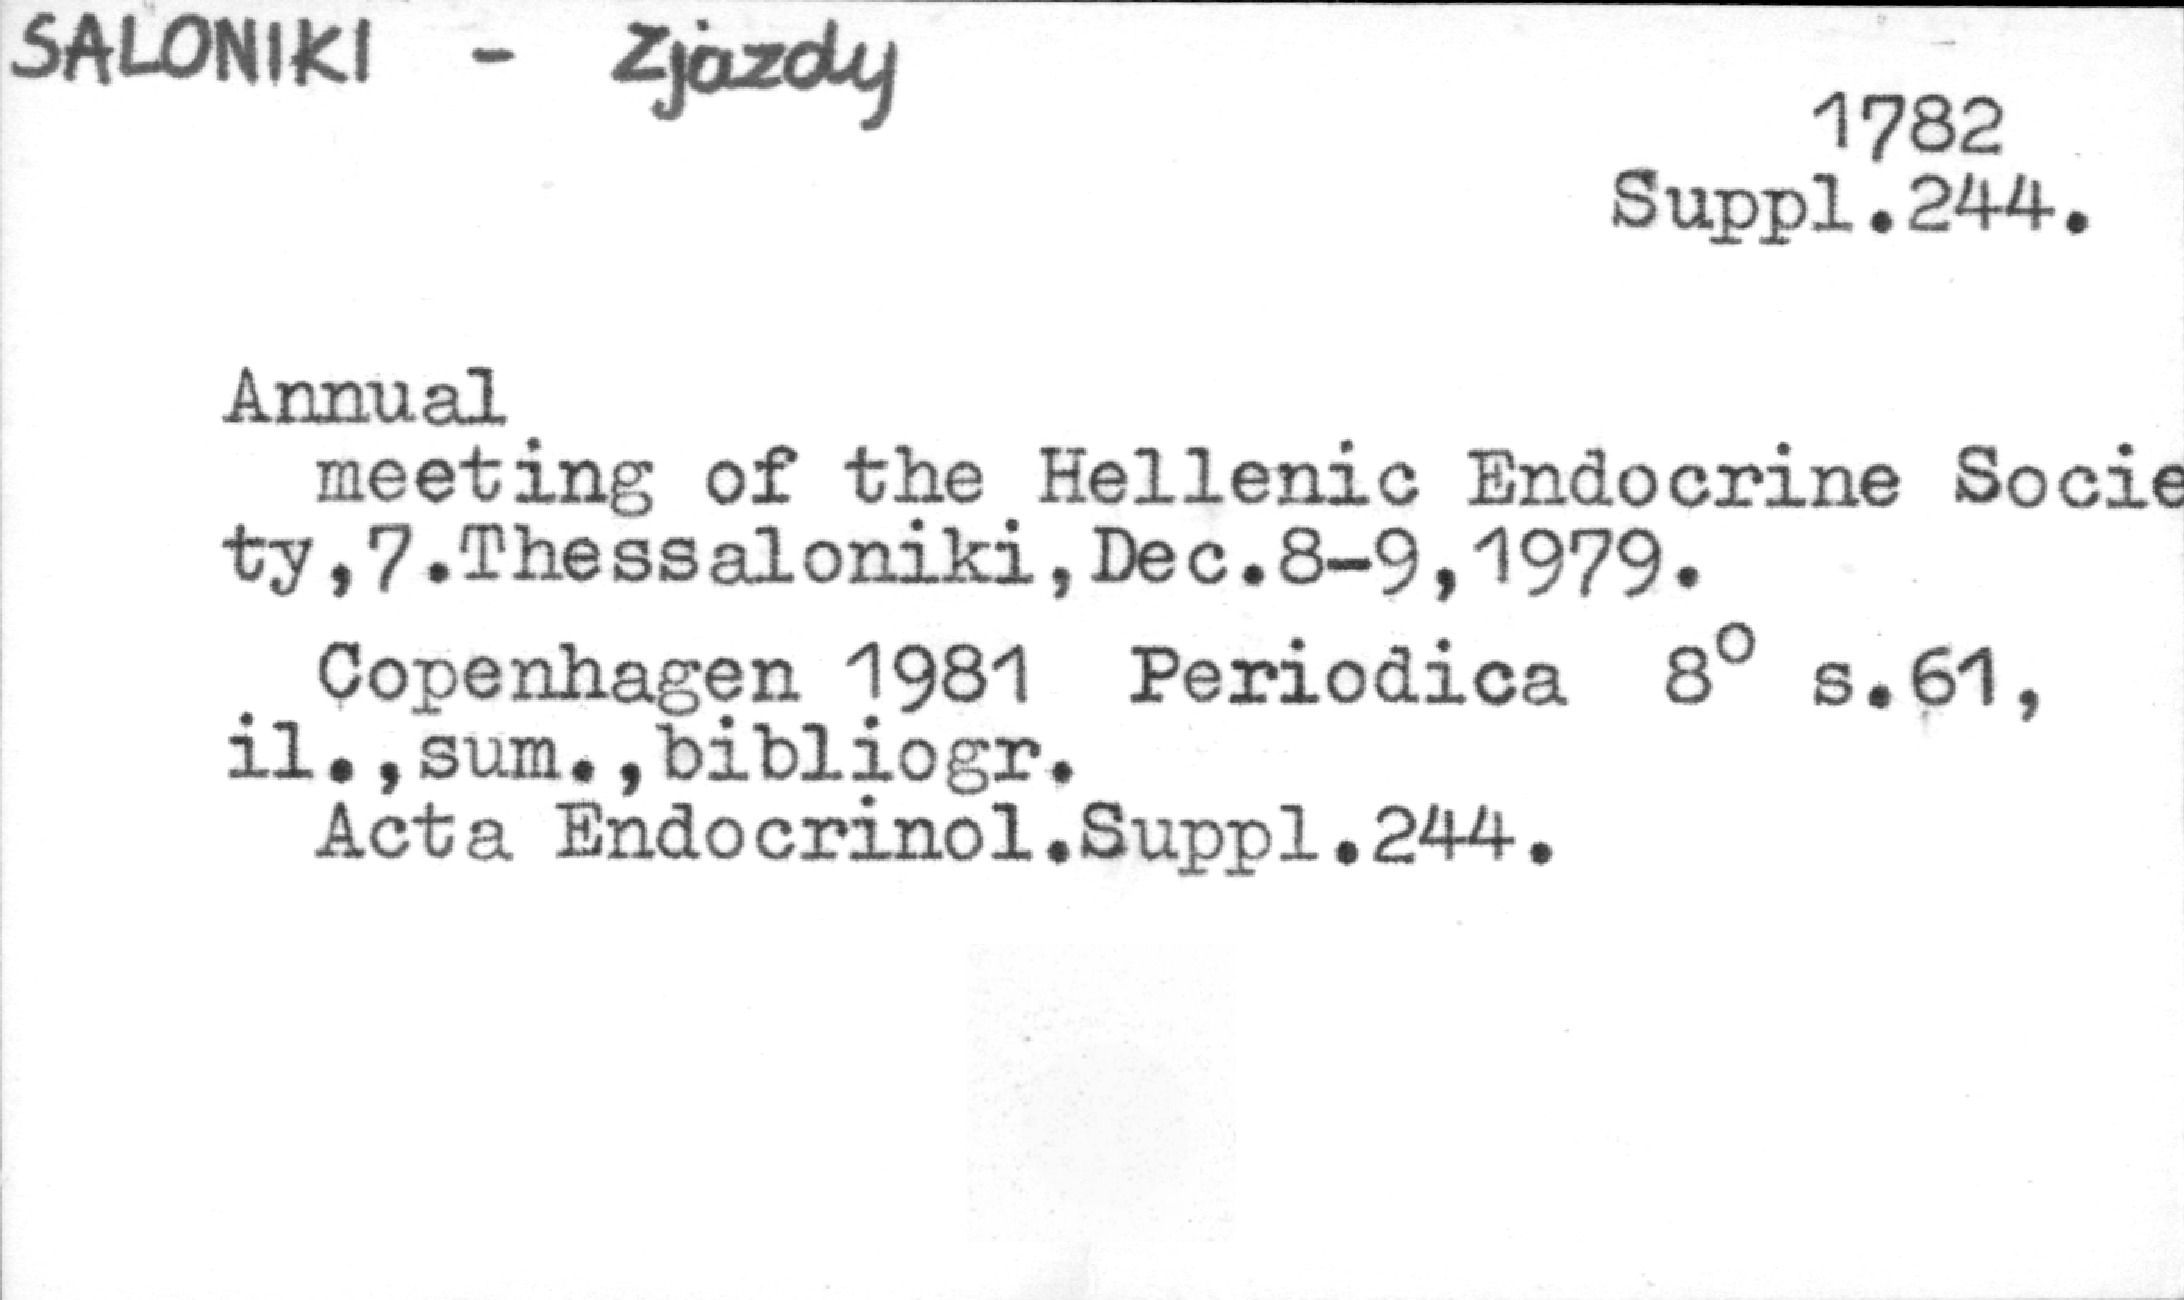 SALONIKI - Zjazdy
1782
Suppl.244.
Annual
meeting of the Hellenic Endocrine Socie
ty,7.Thessaloniki,Dec.8-9,1979.
Copenhagen 1981 Periodica 8° s.61,
il.,sum.,bibliogr.
Acta Endocrinol.Suppl.244.